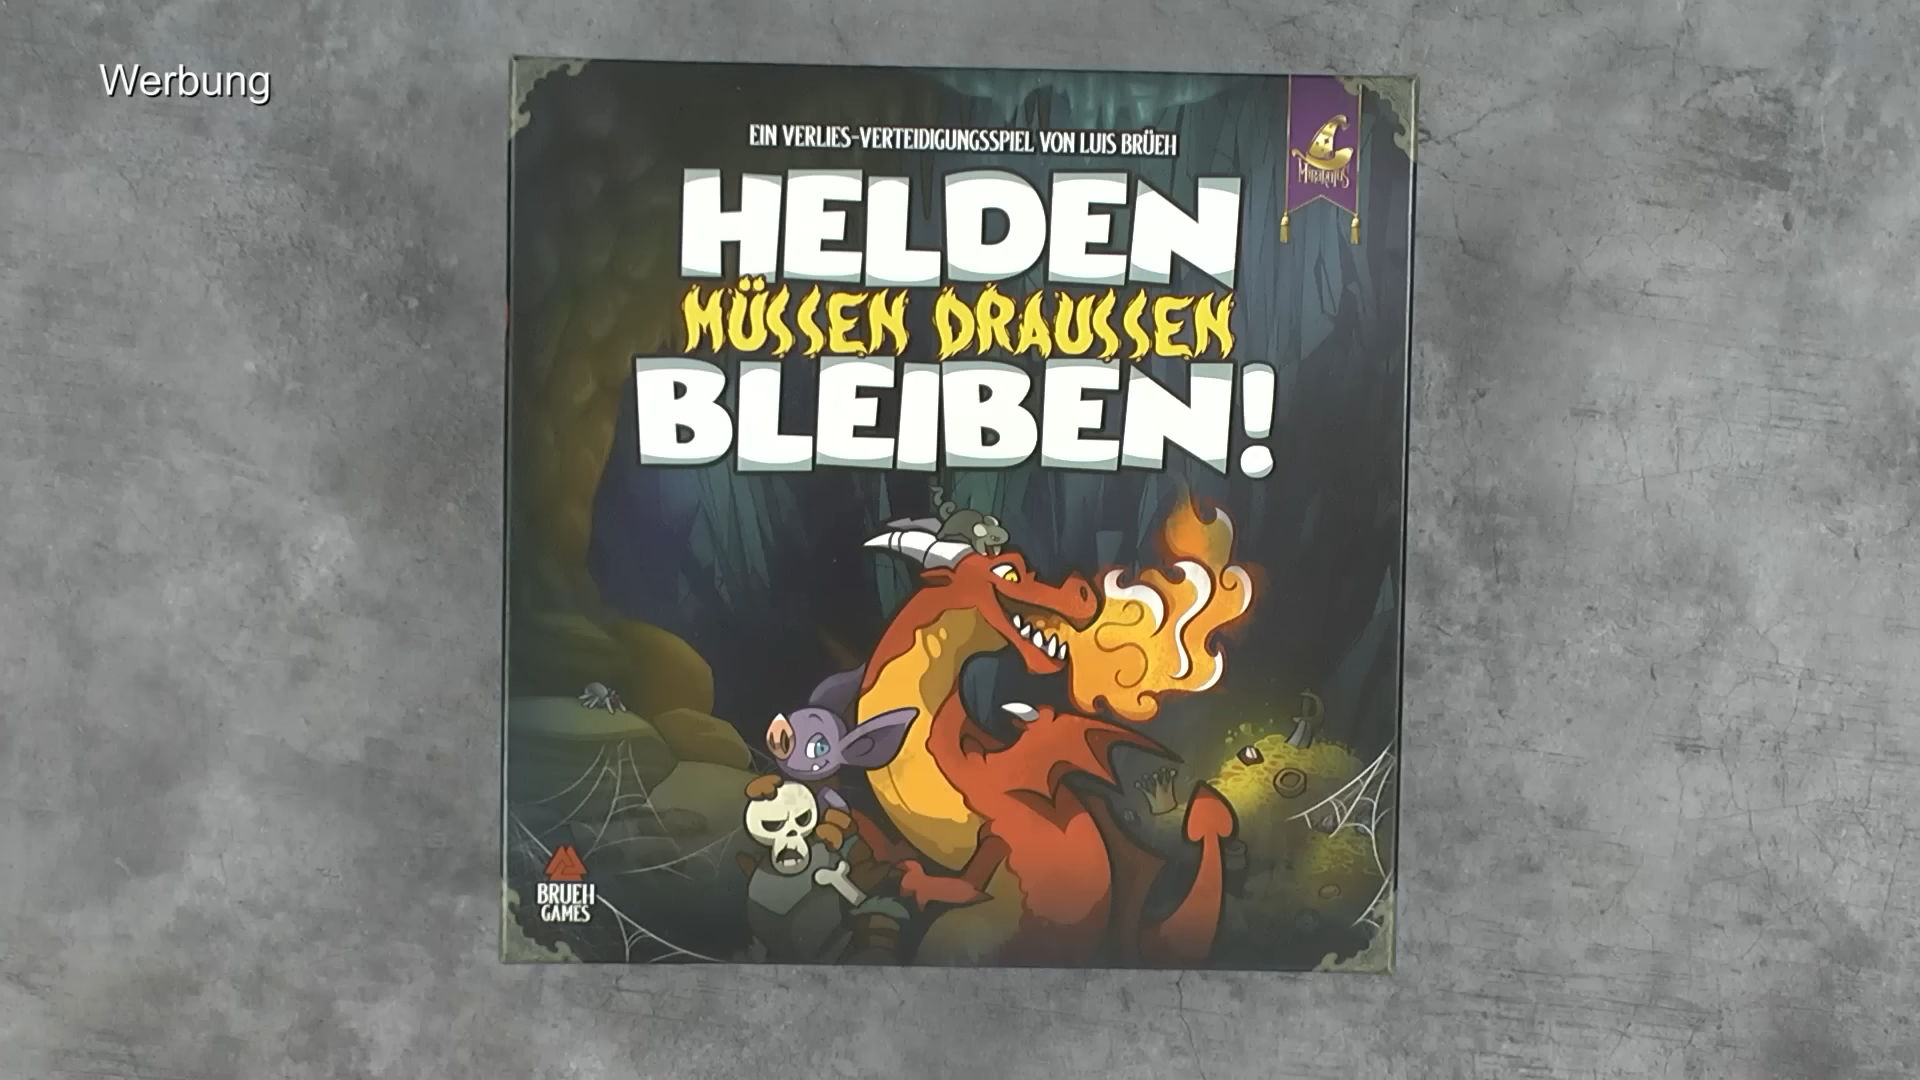 Werbung
EIN VERLIES-VERTEIDIGUNGSSPIEL VON LUIS BRÜEH
HELDEN
MÜSSEN DRAUSSEN
BLEIBEN!
BRUEH
GAMES